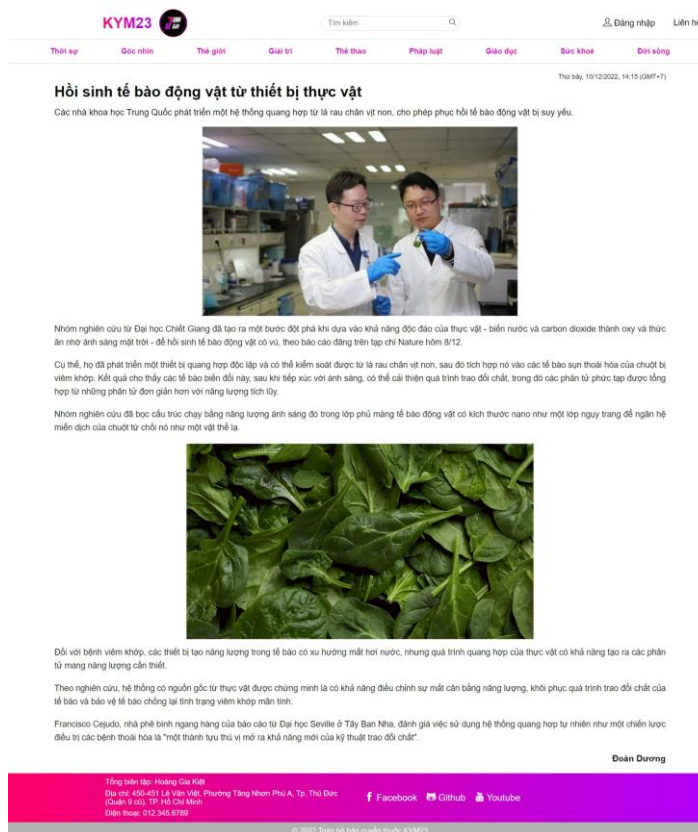 KYM23
Tìm kiếm
Đăng nhập
Liên hệ
Thời sự Góc nhìn Thế giới Giải trí Thể thao Pháp luật Giáo dục Sức khoẻ Đời sống
Thứ bảy, 10/12/2022, 14:15 (GMT+7)
Hồi sinh tế bào động vật từ thiết bị thực vật
Các nhà khoa học Trung Quốc phát triển một hệ thống quang hợp từ lá rau chân vịt non, cho phép phục hồi tế bào động vật bị suy yếu.
Nhóm nghiên cứu từ Đại học Chiết Giang đã tạo ra một bước đột phá khi dựa vào khả năng độc đáo của thực vật - biến nước và carbon dioxide thành oxy và thức
ăn nhờ ánh sáng mặt trời - để hồi sinh tế bào động vật có vú, theo báo cáo đăng trên tạp chí Nature hôm 8/12.
Cụ thể, họ đã phát triển một thiết bị quang hợp độc lập và có thể kiểm soát được từ lá rau chân vịt non, sau đó tích hợp nó vào các tế bào sụn thoái hóa của chuột bị
viêm khớp. Kết quả cho thấy các tế bào biến đổi này, sau khi tiếp xúc với ánh sáng, có thể cải thiện quá trình trao đổi chất, trong đó các phân tử phức tạp được tổng
hợp từ những phân tử đơn giản hơn với năng lượng tích lũy.
Nhóm nghiên cứu đã bọc cấu trúc chạy bằng năng lượng ánh sáng đó trong lớp phủ màng tế bào động vật có kích thước nano như một lớp ngụy trang để ngăn hệ
miễn dịch của chuột từ chối nó như một vật thể lạ.
Đối với bệnh viêm khớp, các thiết bị tạo năng lượng trong tế bào có xu hướng mất hơi nước, nhưng quá trình quang hợp của thực vật có khả năng tạo ra các phân
tử mang năng lượng cần thiết.
Theo nghiên cứu, hệ thống có nguồn gốc từ thực vật được chứng minh là có khả năng điều chỉnh sự mất cân bằng năng lượng, khôi phục quá trình trao đổi chất của
tế bào và bảo vệ tế bào chống lại tình trạng viêm khớp mãn tính.
Francisco Cejudo, nhà phê bình ngang hàng của báo cáo từ Đại học Seville ở Tây Ban Nha, đánh giá việc sử dụng hệ thống quang hợp tự nhiên như một chiến lược
điều trị các bệnh thoái hóa là "một thành tựu thú vị mở ra khả năng mới của kỹ thuật trao đổi chất".
Đoàn Dương
Tổng biên tập: Hoàng Gia Kiệt
Địa chỉ: 450-451 Lê Văn Việt, Phường Tăng Nhơn Phú A, Tp. Thủ Đức
(Quận 9 cũ), TP. Hồ Chí Minh
Điện thoại: 012.345.6789
Facebook Github Youtube
© 2022 Toàn bộ bản quyền thuộc KYM23